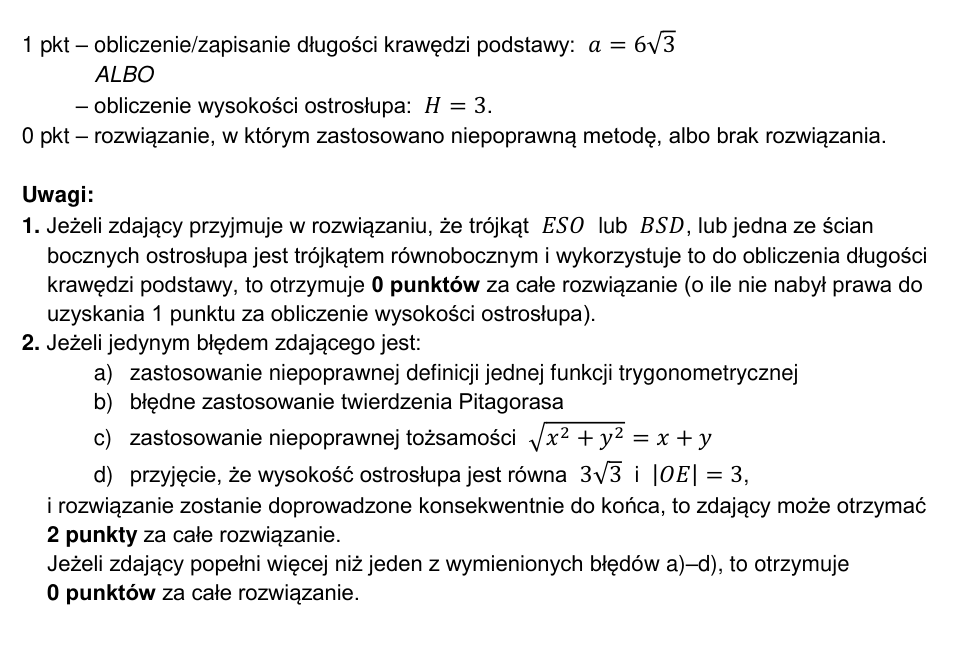 1 pkt – obliczenie/zapisanie długości krawędzi podstawy: a = 6√3
ALBO
– obliczenie wysokości ostrosłupa: H = 3.
0 pkt – rozwiązanie, w którym zastosowano niepoprawną metodę, albo brak rozwiązania.
Uwagi:
1. Jeżeli zdający przyjmuje w rozwiązaniu, że trójkąt ESO lub BSD, lub jedna ze ścian
bocznych ostrosłupa jest trójkątem równobocznym i wykorzystuje to do obliczenia długości
krawędzi podstawy, to otrzymuje 0 punktów za całe rozwiązanie (o ile nie nabył prawa do
uzyskania 1 punktu za obliczenie wysokości ostrosłupa).
2. Jeżeli jedynym błędem zdającego jest:
a) zastosowanie niepoprawnej definicji jednej funkcji trygonometrycznej
b) błędne zastosowanie twierdzenia Pitagorasa
c) zastosowanie niepoprawnej tożsamości √(x² + y²) = x + y
d) przyjęcie, że wysokość ostrosłupa jest równa 3√3 i |OE| = 3,
i rozwiązanie zostanie doprowadzone konsekwentnie do końca, to zdający może otrzymać
2 punkty za całe rozwiązanie.
Jeżeli zdający popełni więcej niż jeden z wymienionych błędów a)–d), to otrzymuje
0 punktów za całe rozwiązanie.